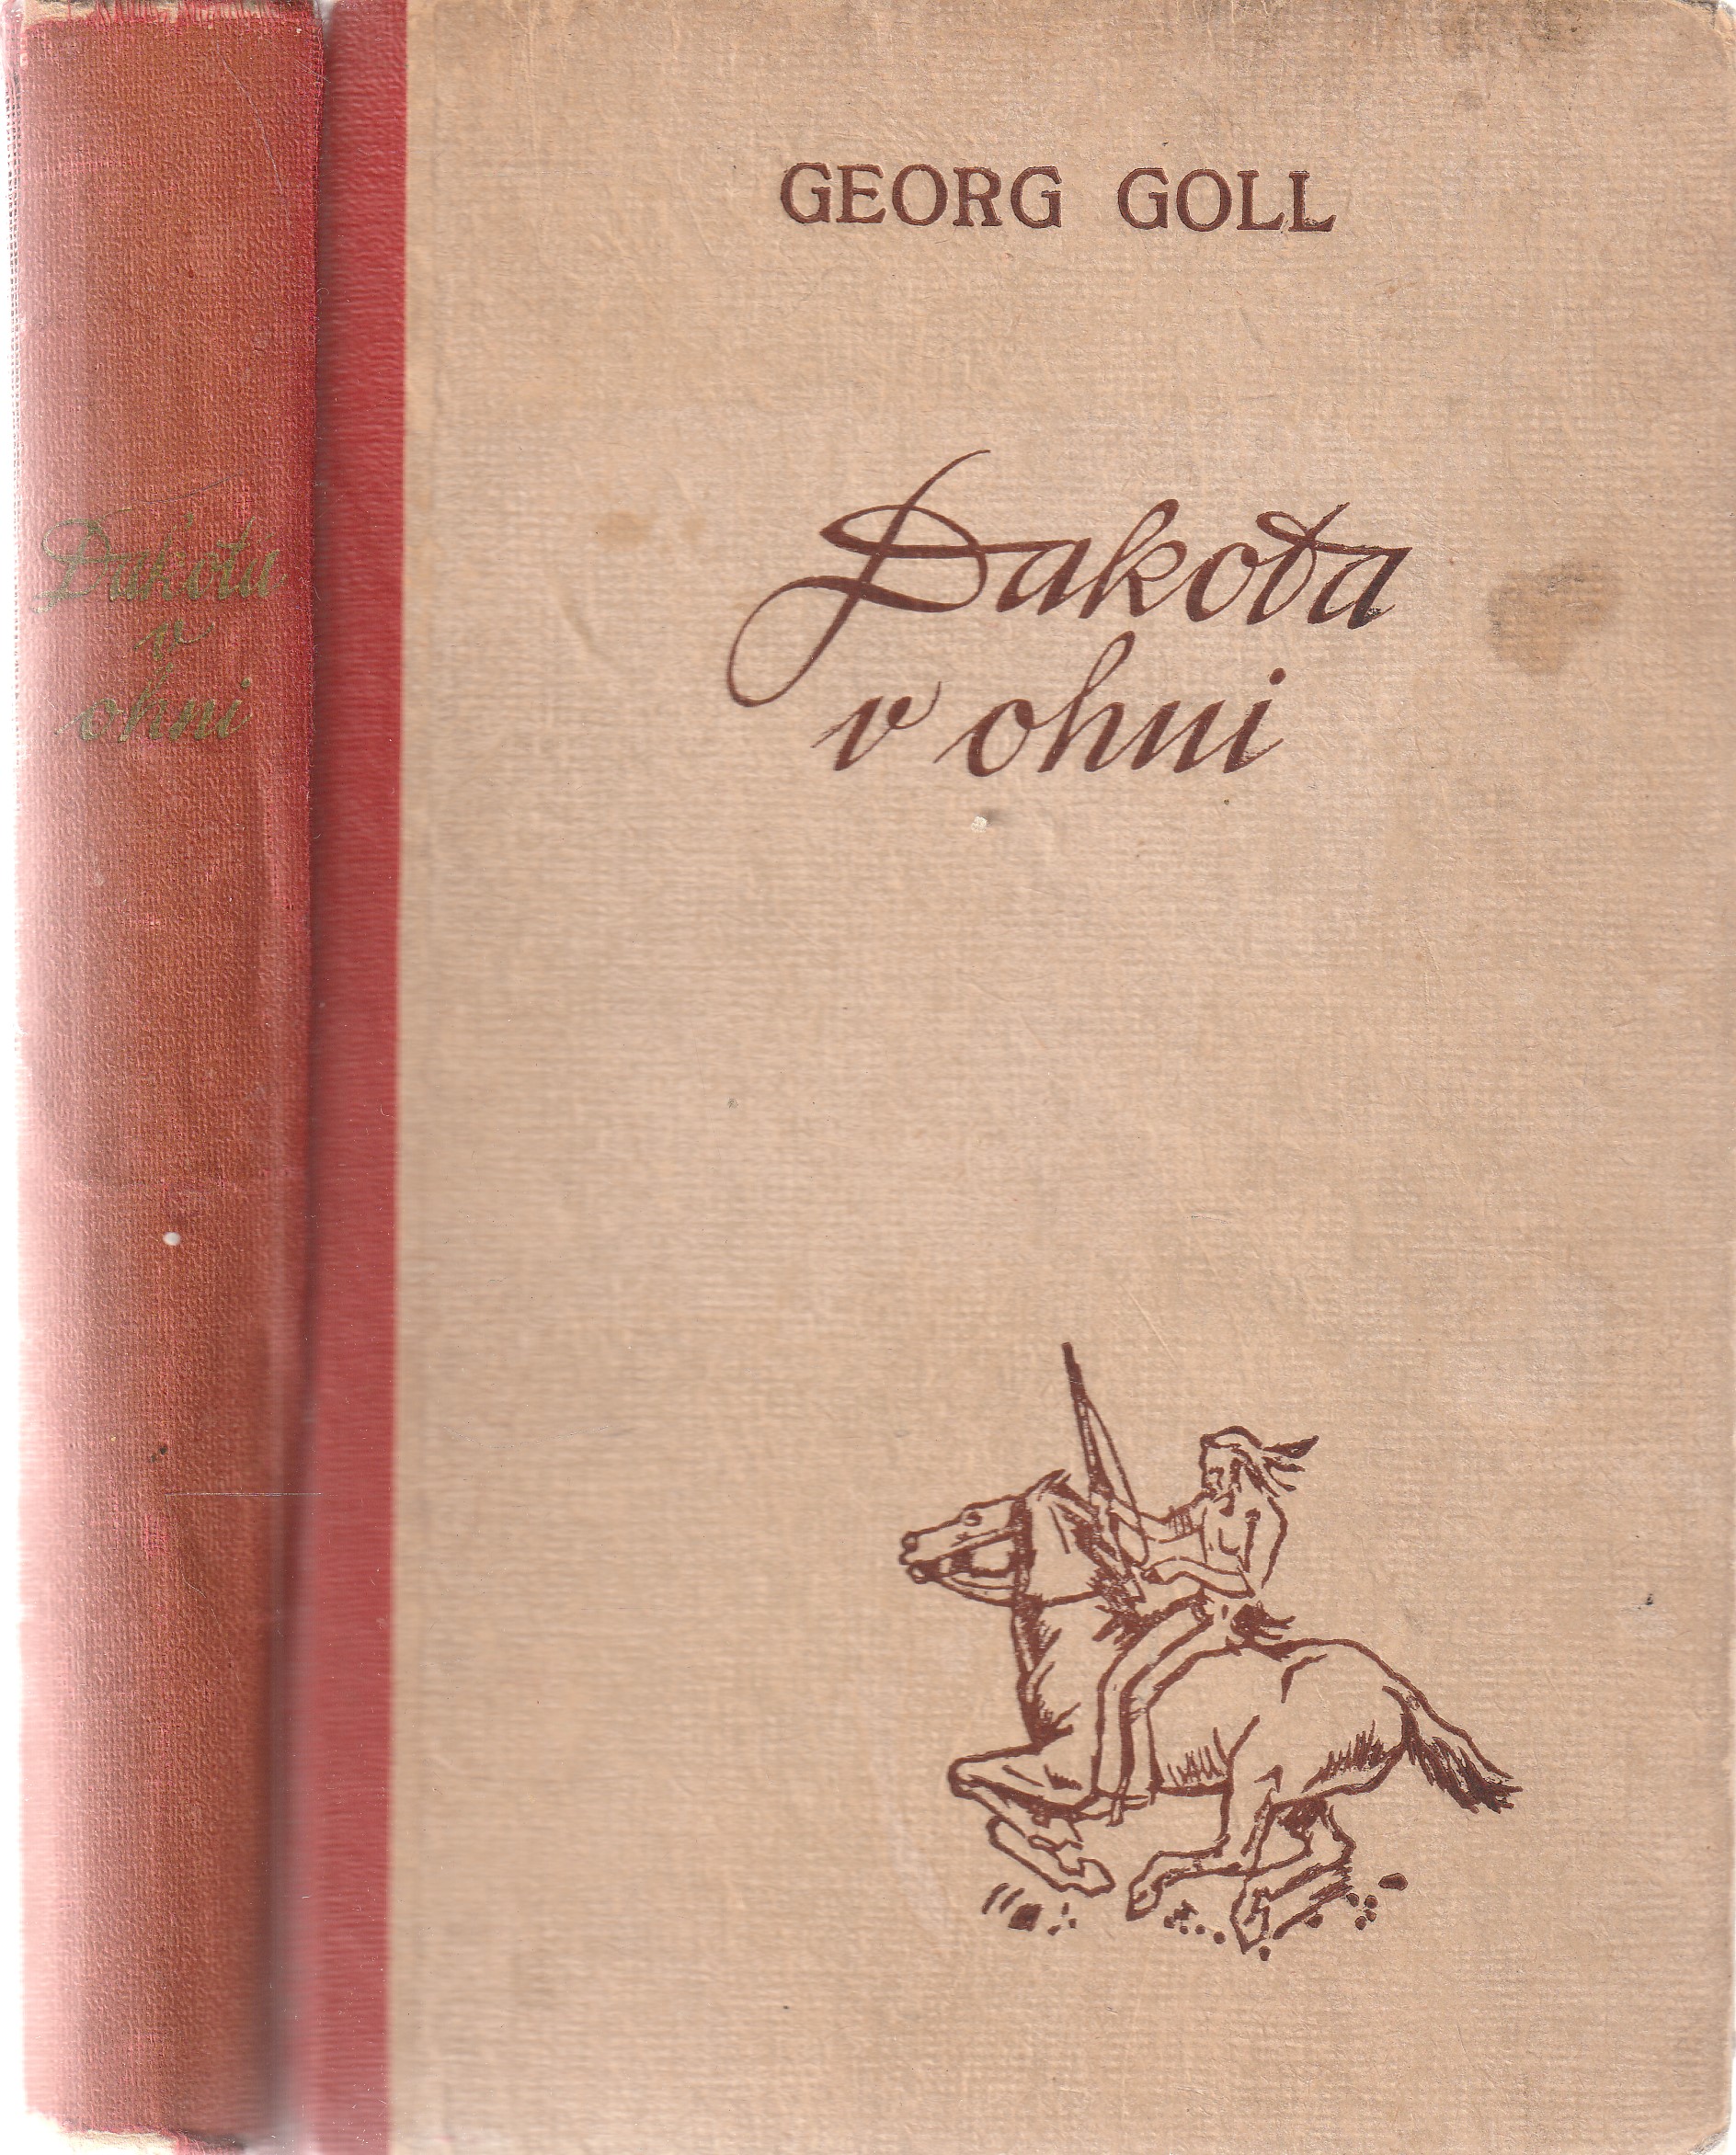 Dakota
v
ohni
GEORG GOLL
Dakota
v ohni